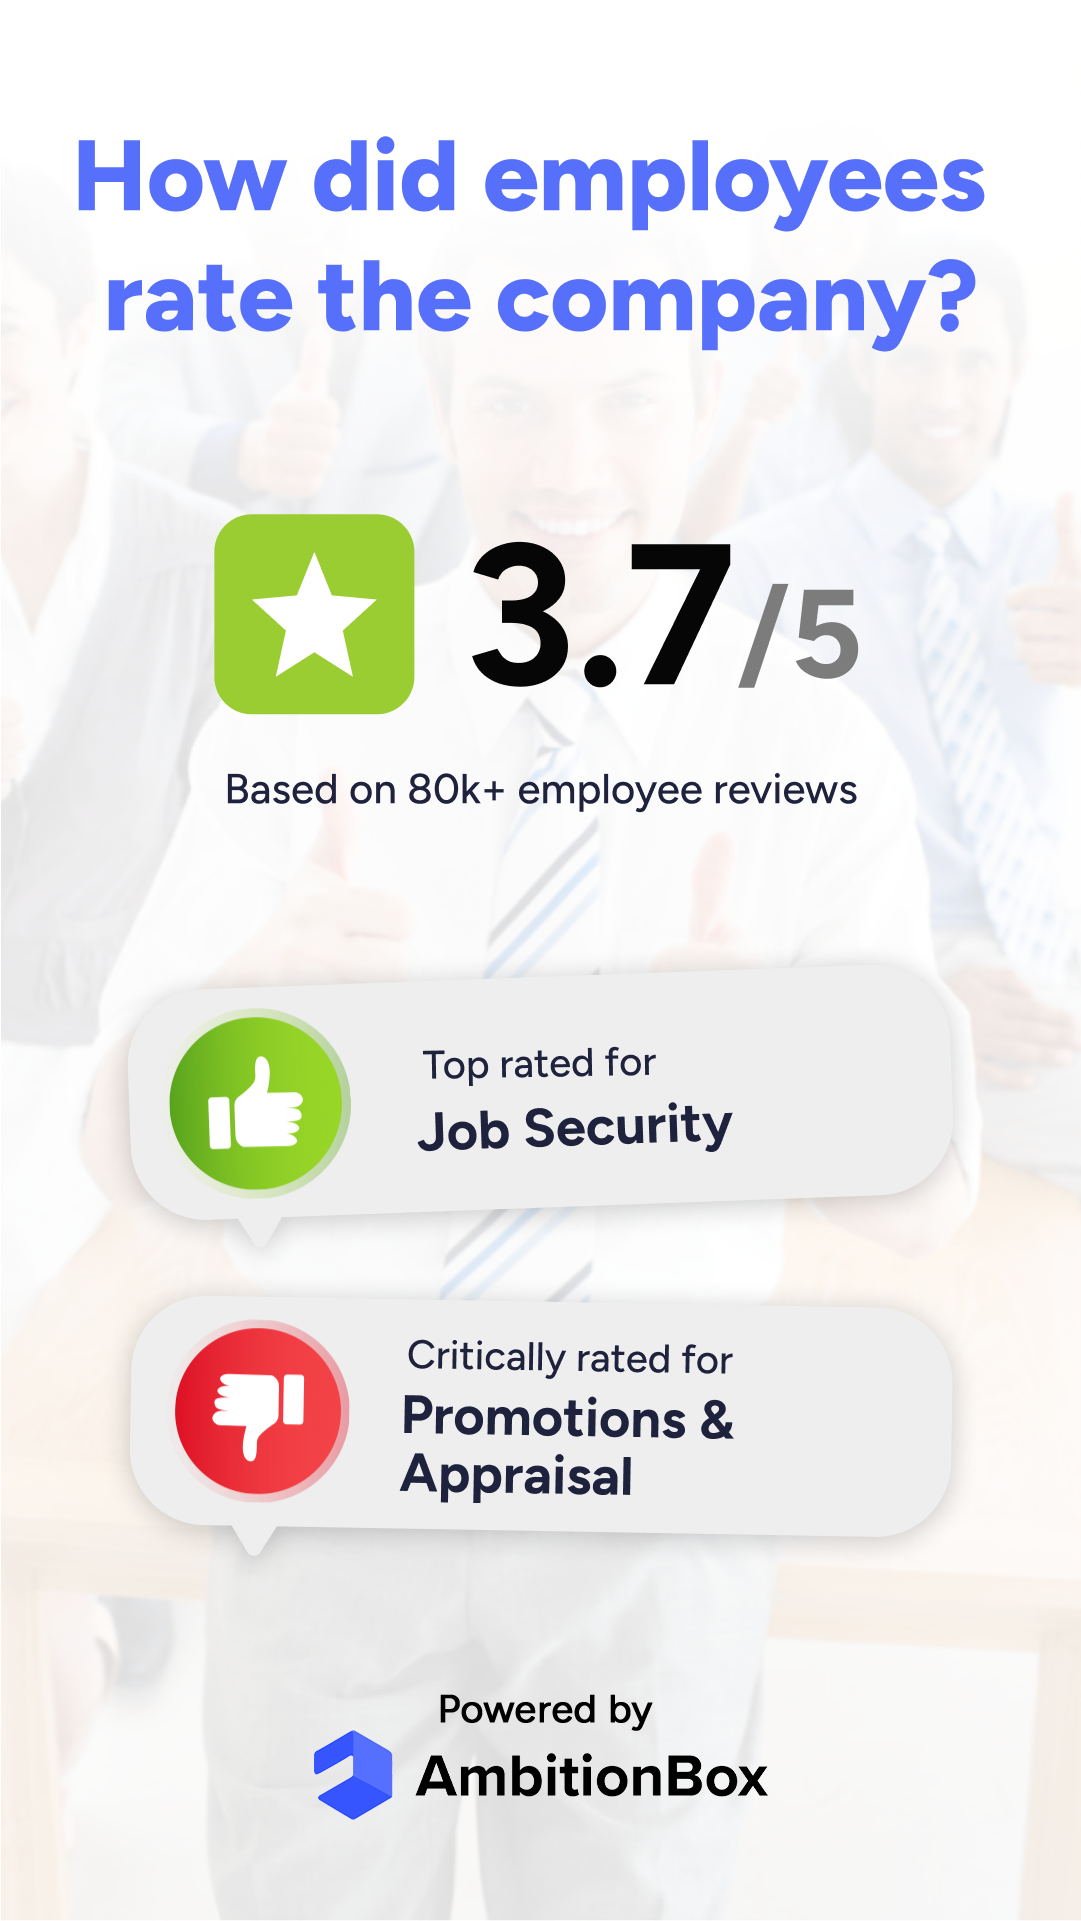 How did employees
rate the company?
3.7/5
Based on 80k+ employee reviews
Top rated for
Job Security
Critically rated for
Promotions &
Appraisal
Powered by
AmbitionBox